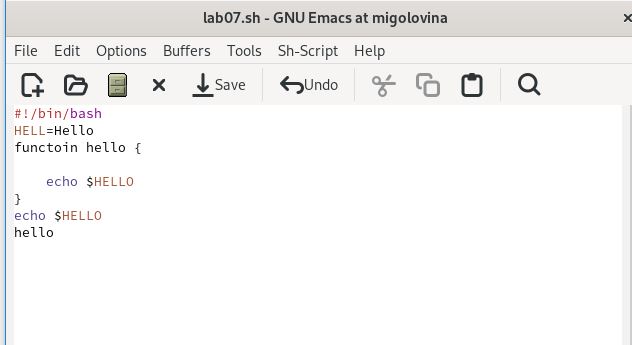 lab07.sh - GNU Emacs at migolovina
File Edit Options Buffers Tools Sh-Script Help
Save Undo
#!/bin/bash
HELL=Hello
functoin hello {
echo $HELLO
}
echo $HELLO
hello